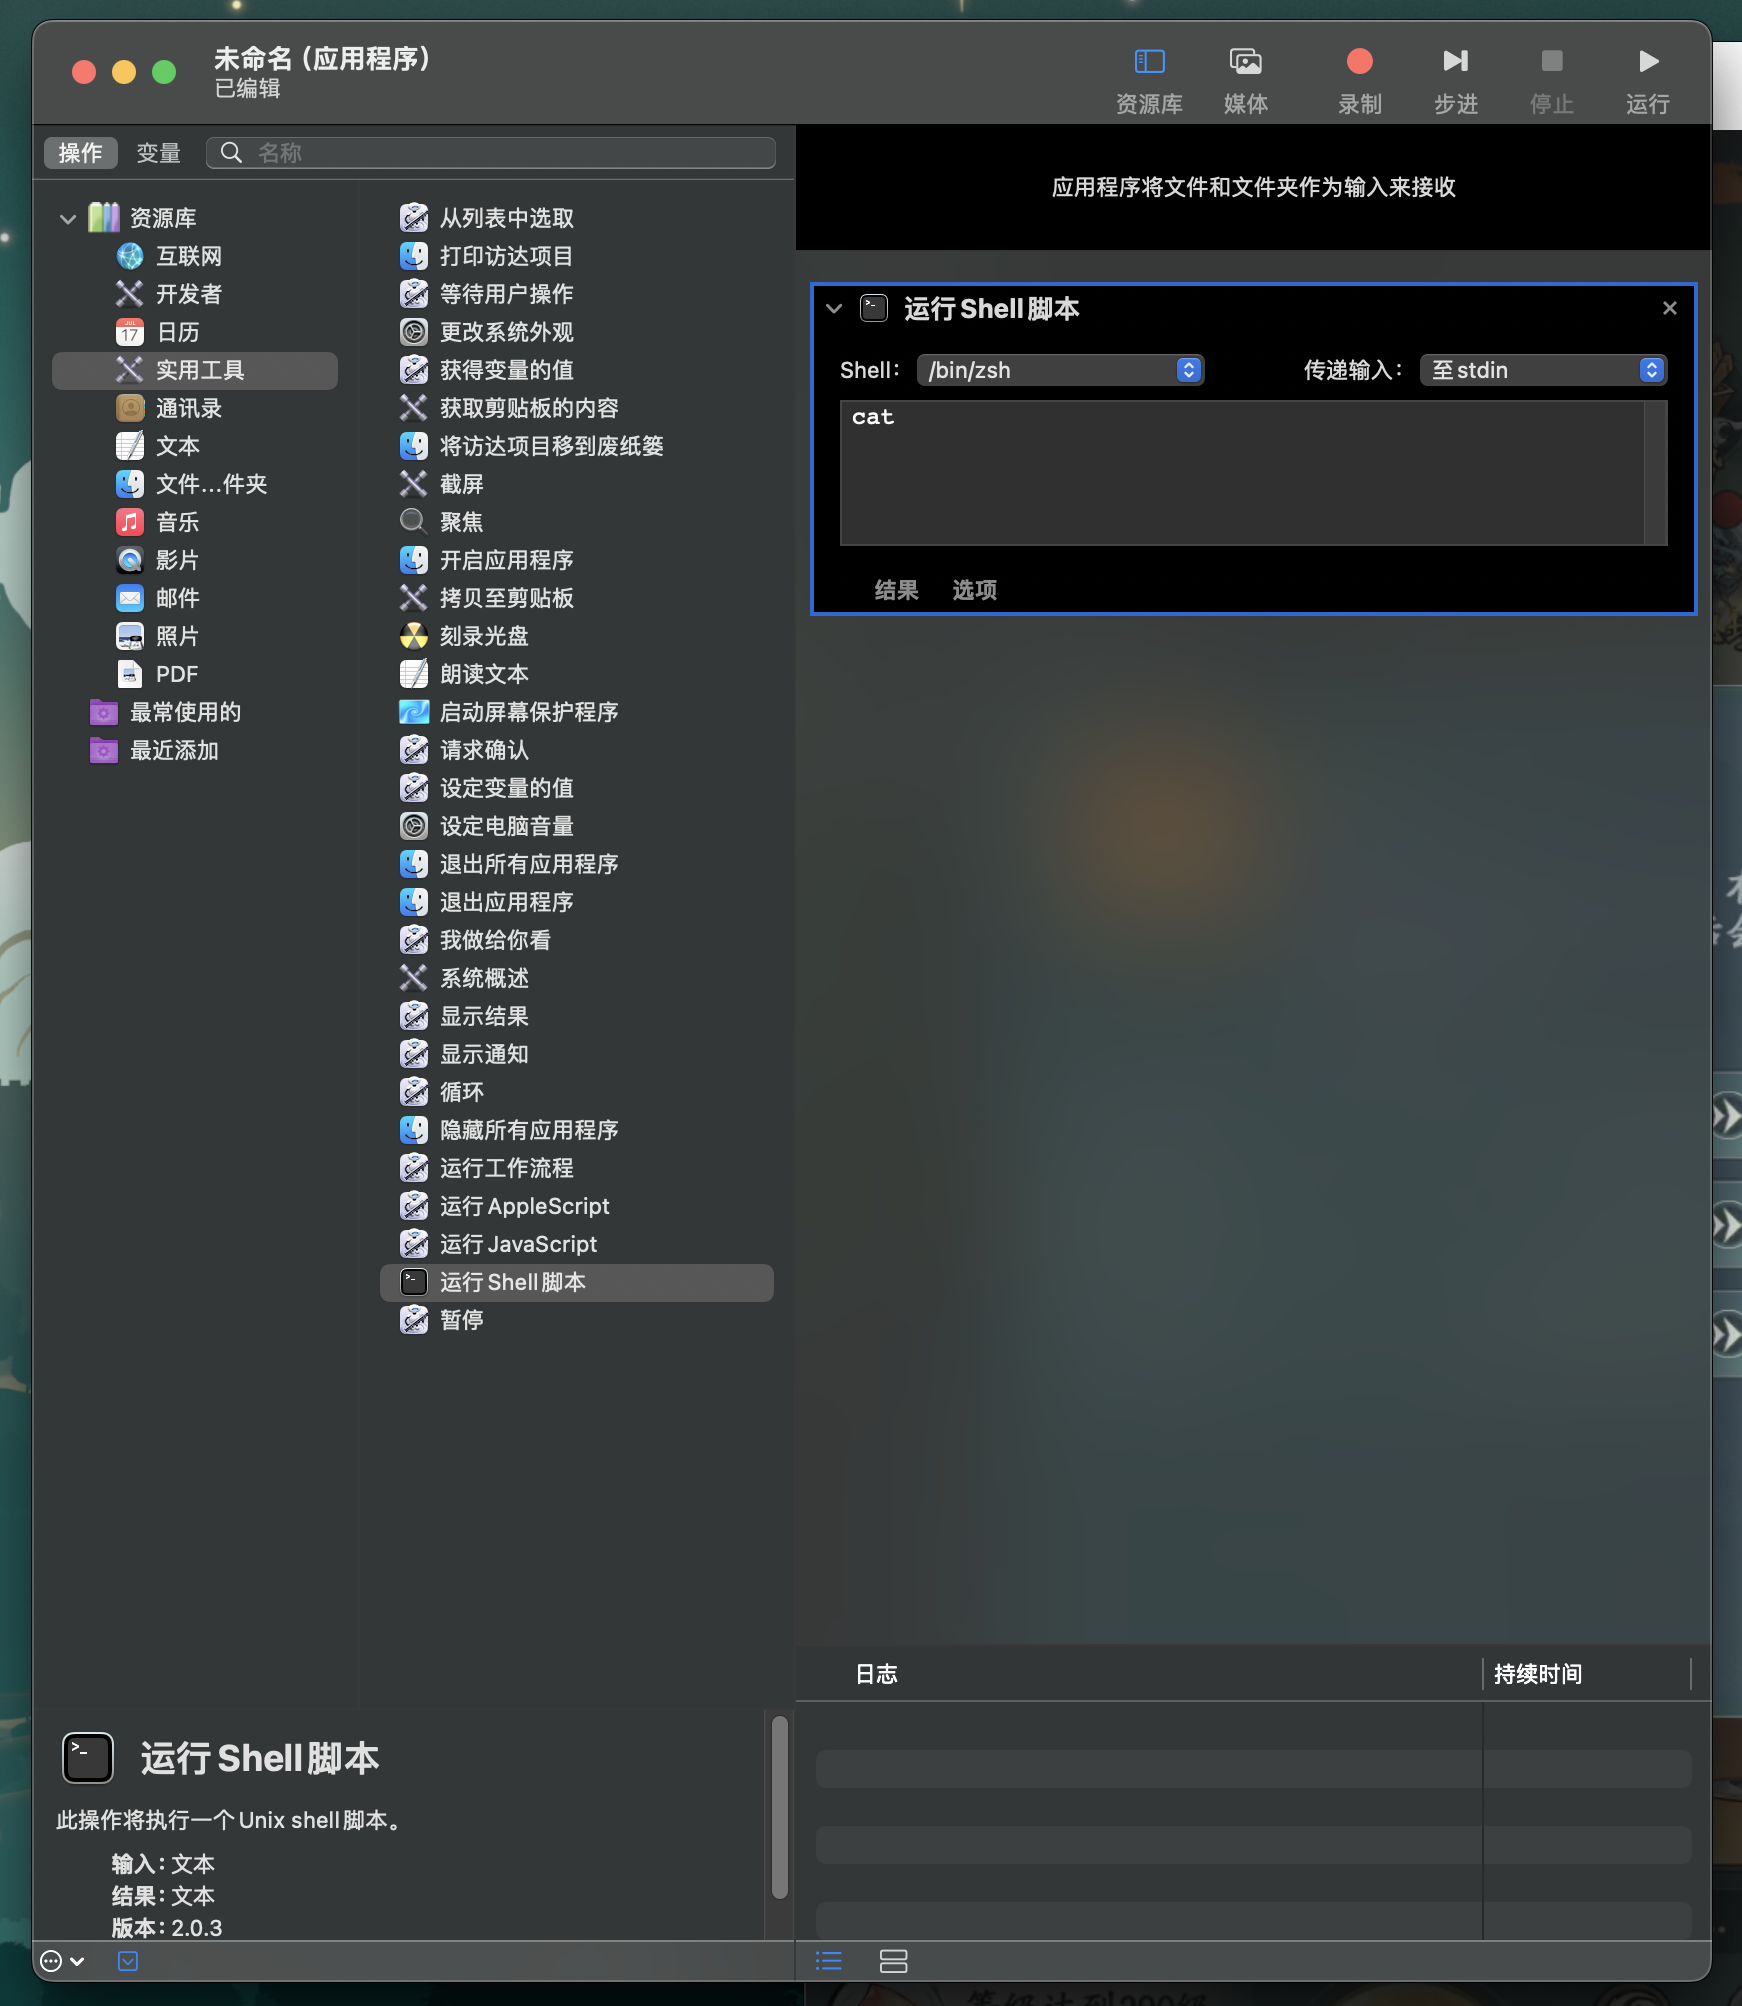 未命名 (应用程序)
已编辑
资源库
媒体
录制
步进
停止
运行
操作
变量
名称
资源库
互联网
开发者
JUL
17
日历
实用工具
通讯录
文本
文件...件夹
音乐
影片
邮件
照片
PDF
最常使用的
最近添加
从列表中选取
打印访达项目
等待用户操作
更改系统外观
获得变量的值
获取剪贴板的内容
将访达项目移到废纸篓
截屏
聚焦
开启应用程序
拷贝至剪贴板
刻录光盘
朗读文本
启动屏幕保护程序
请求确认
设定变量的值
设定电脑音量
退出所有应用程序
退出应用程序
我做给你看
系统概述
显示结果
显示通知
循环
隐藏所有应用程序
运行工作流程
运行 AppleScript
运行 JavaScript
运行 Shell 脚本
暂停
应用程序将文件和文件夹作为输入来接收
运行 Shell 脚本
Shell： /bin/zsh
传递输入： 至 stdin
cat
结果
选项
日志
持续时间
运行 Shell 脚本
此操作将执行一个 Unix shell 脚本。
输入：文本
结果：文本
版本：2.0.3